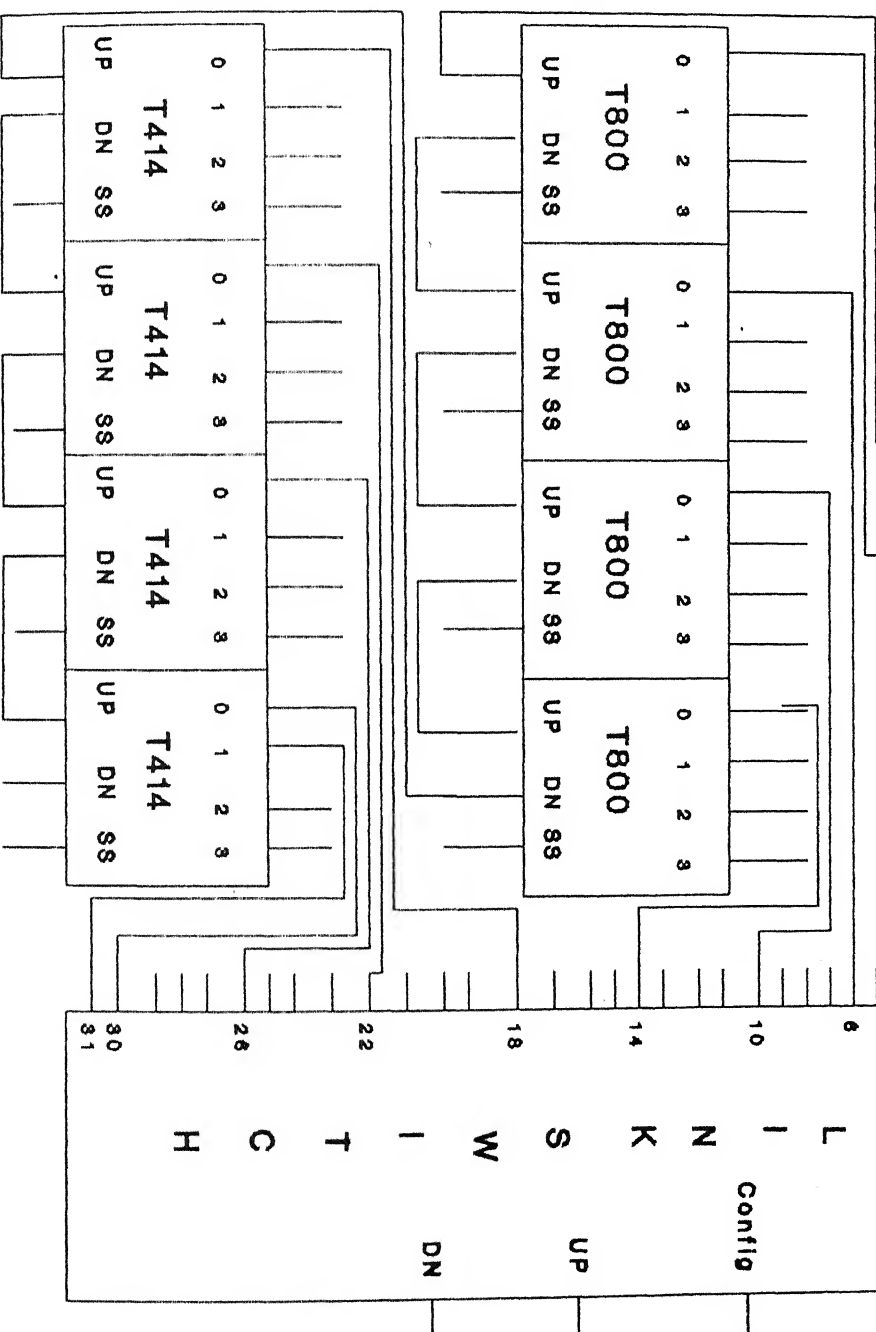 0 1 2 3 0 1 2 3 0 1 2 3 0 1 2 3
T800 T800 T800 T800
UP DN SS UP DN SS UP DN SS UP DN SS
0 1 2 3 0 1 2 3 0 1 2 3 0 1 2 3
T414 T414 T414 T414
UP DN SS UP DN SS UP DN SS UP DN SS
6
10
14
18
22
26
30
31
L
I
N
K
S
W
I
T
C
H
Config
UP
DN